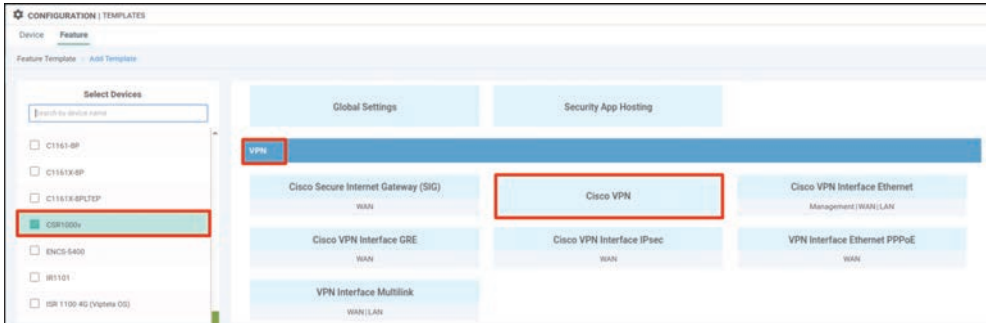 CONFIGURATION | TEMPLATES
Device Feature
Feature Template > Add Template
Select Devices
Search by device name
C1161-8P
C1161X-8P
C1161X-8PLTEP
CSR1000v
ENCS-5400
IR1101
ISR 1100 4G (Viptela OS)
Global Settings
Security App Hosting
VPN
Cisco Secure Internet Gateway (SIG)
WAN
Cisco VPN
Cisco VPN Interface Ethernet
Management | WAN | LAN
Cisco VPN Interface GRE
WAN
Cisco VPN Interface IPsec
WAN
VPN Interface Ethernet PPPoE
WAN
VPN Interface Multilink
WAN | LAN